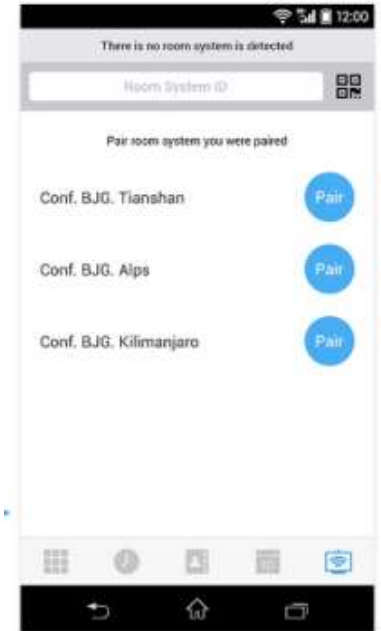 12:00
There is no room system is detected
Room System ID
Pair room system you were paired
Conf. BJG. Tianshan
Pair
Conf. BJG. Alps
Pair
Conf. BJG. Kilimanjaro
Pair